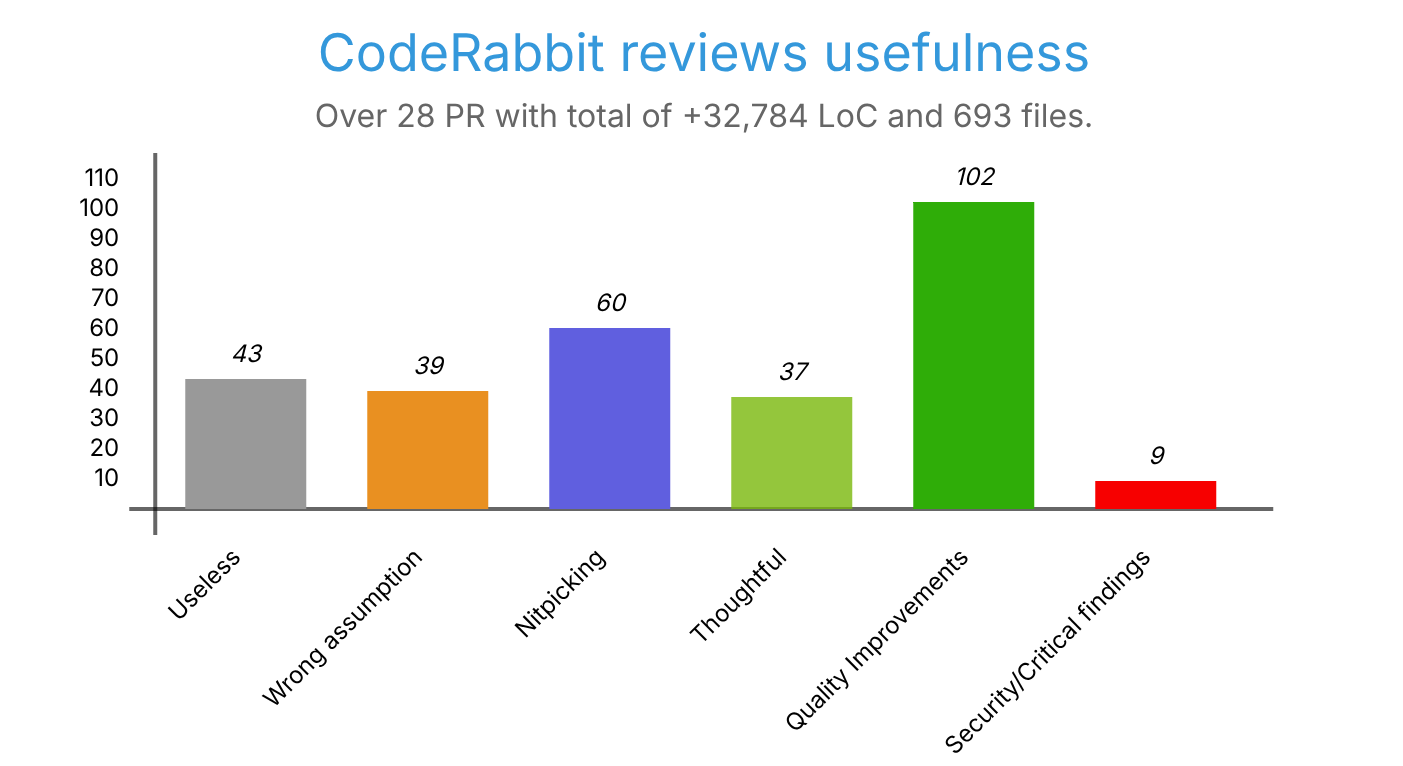 CodeRabbit reviews usefulness
Over 28 PR with total of +32,784 LoC and 693 files.
110
100
90
80
70
60
50
40
30
20
10
43
39
60
37
102
9
Useless
Wrong assumption
Nitpicking
Thoughtful
Quality Improvements
Security/Critical findings